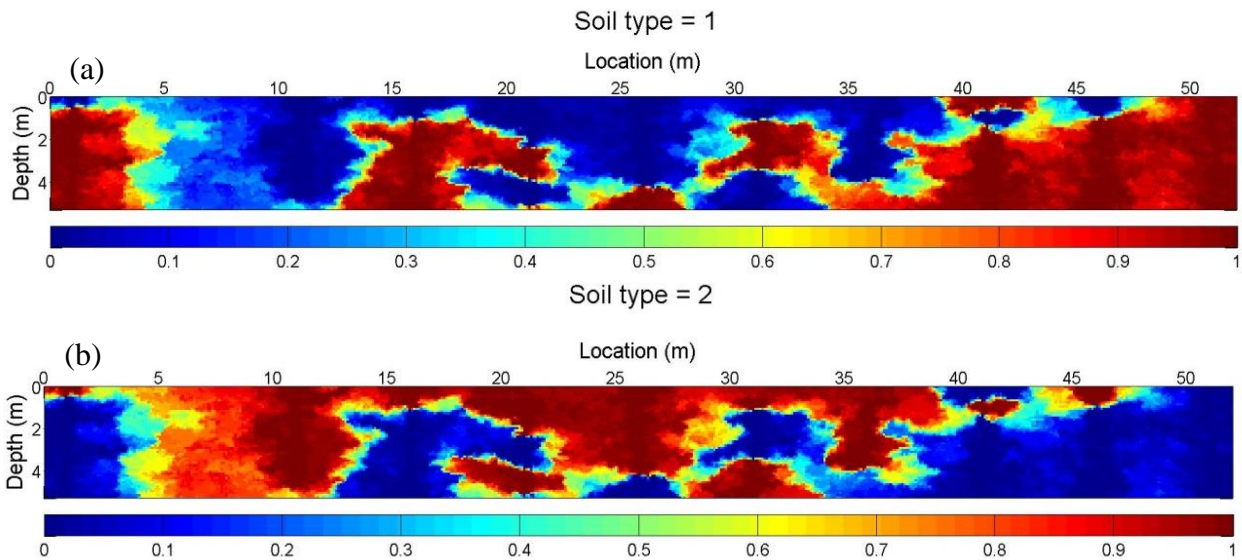 Soil type = 1
(a)
Location (m)
0 5 10 15 20 25 30 35 40 45 50
Depth (m)
0
2
4
0 0.1 0.2 0.3 0.4 0.5 0.6 0.7 0.8 0.9 1
Soil type = 2
(b)
Location (m)
0 5 10 15 20 25 30 35 40 45 50
Depth (m)
0
2
4
0 0.1 0.2 0.3 0.4 0.5 0.6 0.7 0.8 0.9 1